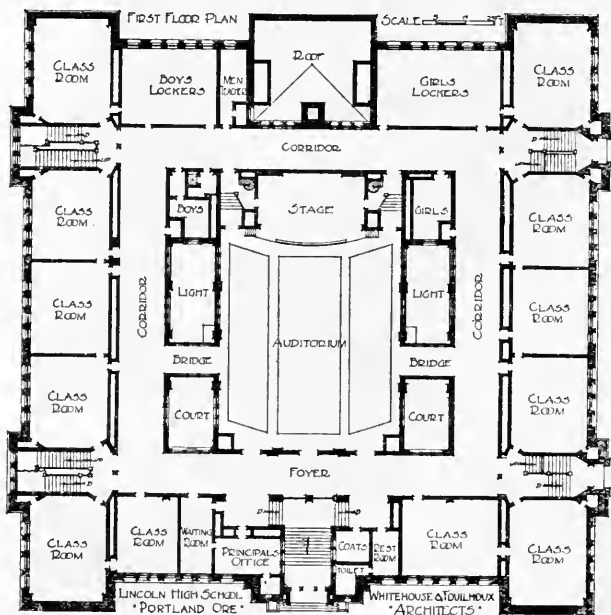 FIRST FLOOR PLAN
SCALE FT
CLASS
ROOM
BOYS
LOCKERS
MEN
TEACHER
ROOF
GIRLS
LOCKERS
CLASS
ROOM
CORRIDOR
CLASS
ROOM
BOYS
STAGE
GIRLS
CLASS
ROOM
CORRIDOR
LIGHT
LIGHT
CORRIDOR
CLASS
ROOM
CLASS
ROOM
AUDITORIUM
BRIDGE
BRIDGE
CLASS
ROOM
COURT
COURT
CLASS
ROOM
FOYER
CLASS
ROOM
CLASS
ROOM
WAITING
ROOM
PRINCIPALS
OFFICE
COATS
TOILET
REST
ROOM
CLASS
ROOM
CLASS
ROOM
LINCOLN HIGH SCHOOL
"PORTLAND ORE"
WHITEHOUSE & FOUILHOUX
"ARCHITECTS"